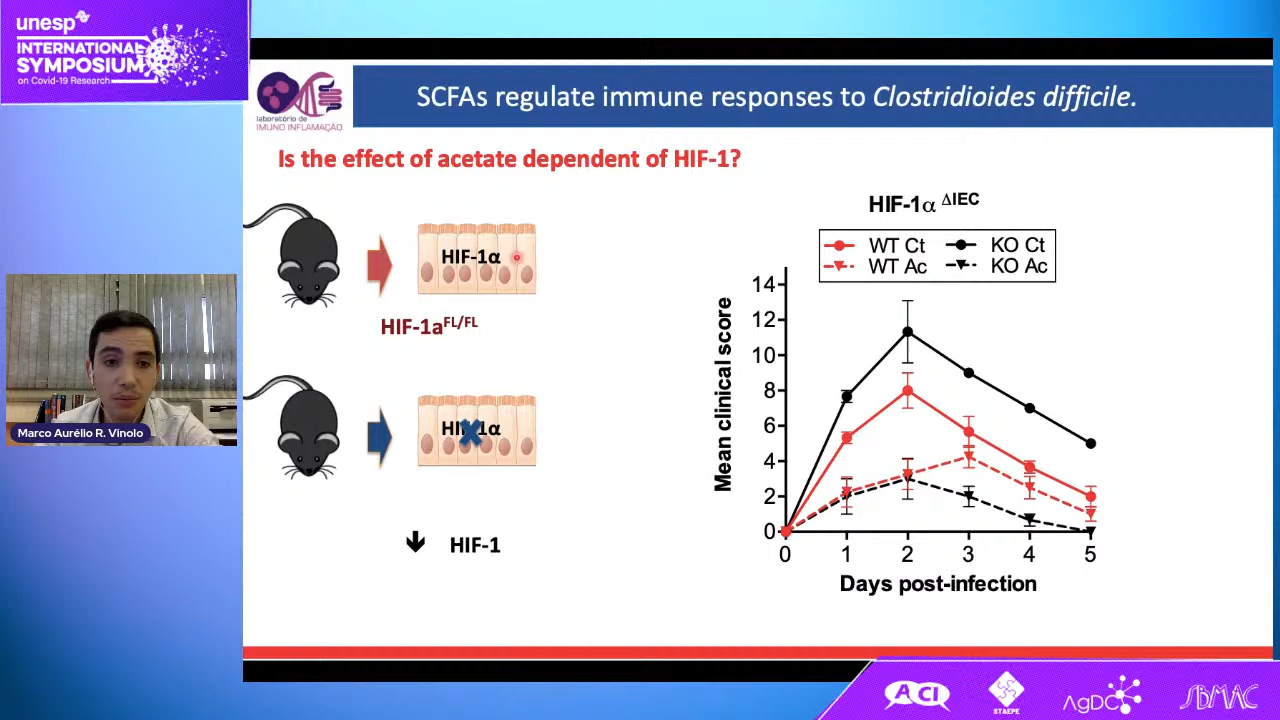 unesp
INTERNATIONAL
SYMPOSIUM
on Covid-19 Research
laboratório de
IMUNO INFLAMAÇÃO
SCFAs regulate immune responses to Clostridioides difficile.
Is the effect of acetate dependent of HIF-1?
HIF-1α
HIF-1aFL/FL
HIF-1α
HIF-1
HIF-1α ΔIEC
WT Ct
KO Ct
WT Ac
KO Ac
Mean clinical score
14
12
10
8
6
4
2
0
0 1 2 3 4 5
Days post-infection
Marco Aurélio R. Vinolo
ACI
STAEPE
AgDC
SBMAC